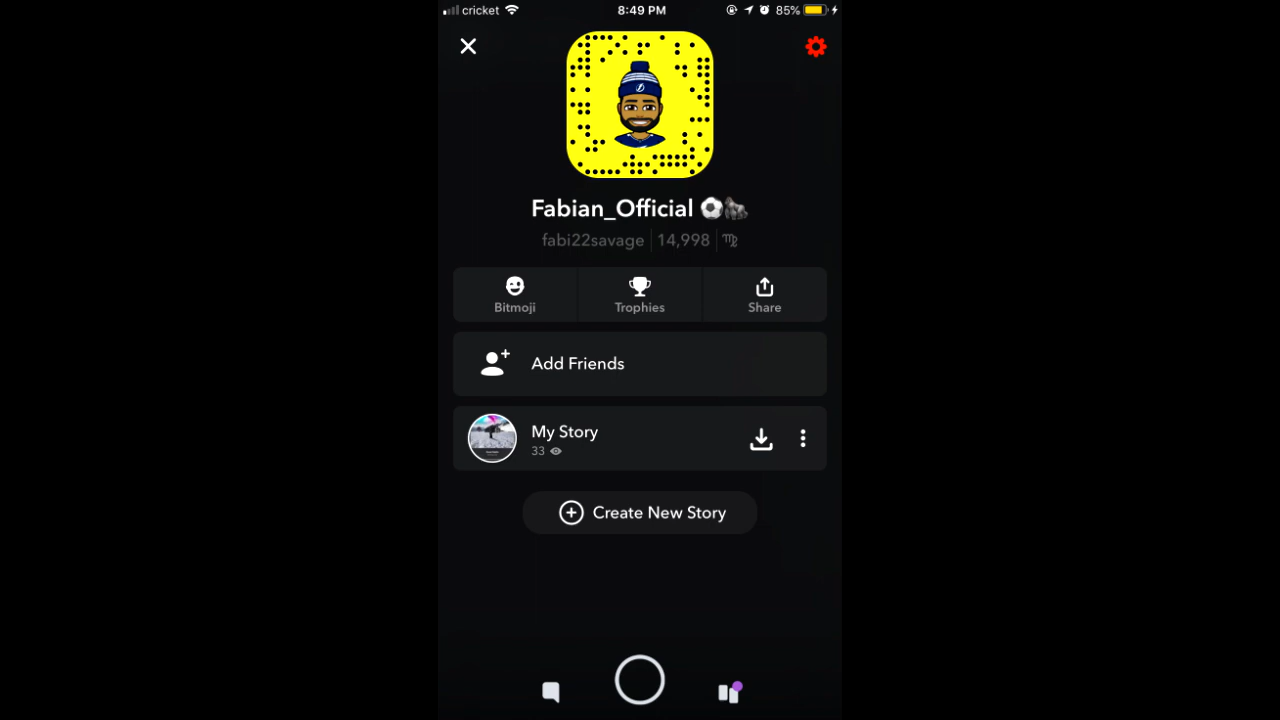 cricket 8:49 PM 85%
Fabian_Official ⚽🦍
fabi22savage | 14,998 | ♍
Bitmoji Trophies Share
Add Friends
My Story
33
Create New Story